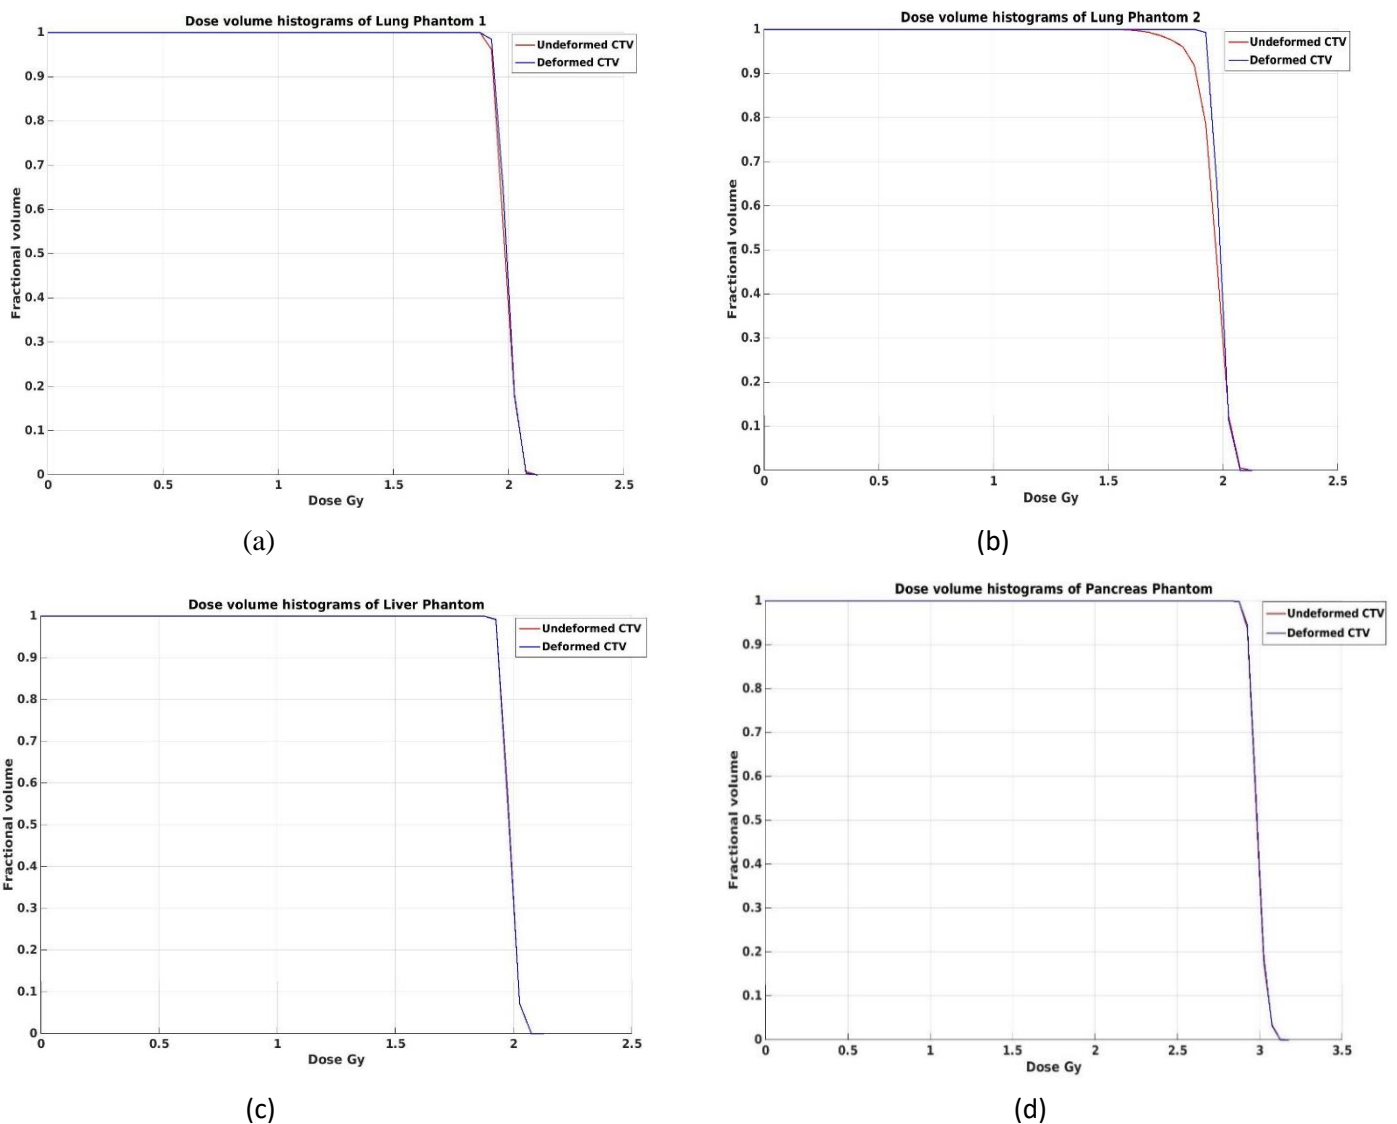 Dose volume histograms of Lung Phantom 1
Undeformed CTV
Deformed CTV
1
0.9
0.8
0.7
0.6
0.5
0.4
0.3
0.2
0.1
0
Fractional volume
0 0.5 1 1.5 2 2.5
Dose Gy
(a)
Dose volume histograms of Lung Phantom 2
Undeformed CTV
Deformed CTV
1
0.9
0.8
0.7
0.6
0.5
0.4
0.3
0.2
0.1
0
Fractional volume
0 0.5 1 1.5 2 2.5
Dose Gy
(b)
Dose volume histograms of Liver Phantom
Undeformed CTV
Deformed CTV
1
0.9
0.8
0.7
0.6
0.5
0.4
0.3
0.2
0.1
0
Fractional volume
0 0.5 1 1.5 2 2.5
Dose Gy
(c)
Dose volume histograms of Pancreas Phantom
Undeformed CTV
Deformed CTV
1
0.9
0.8
0.7
0.6
0.5
0.4
0.3
0.2
0.1
0
Fractional volume
0 0.5 1 1.5 2 2.5 3 3.5
Dose Gy
(d)